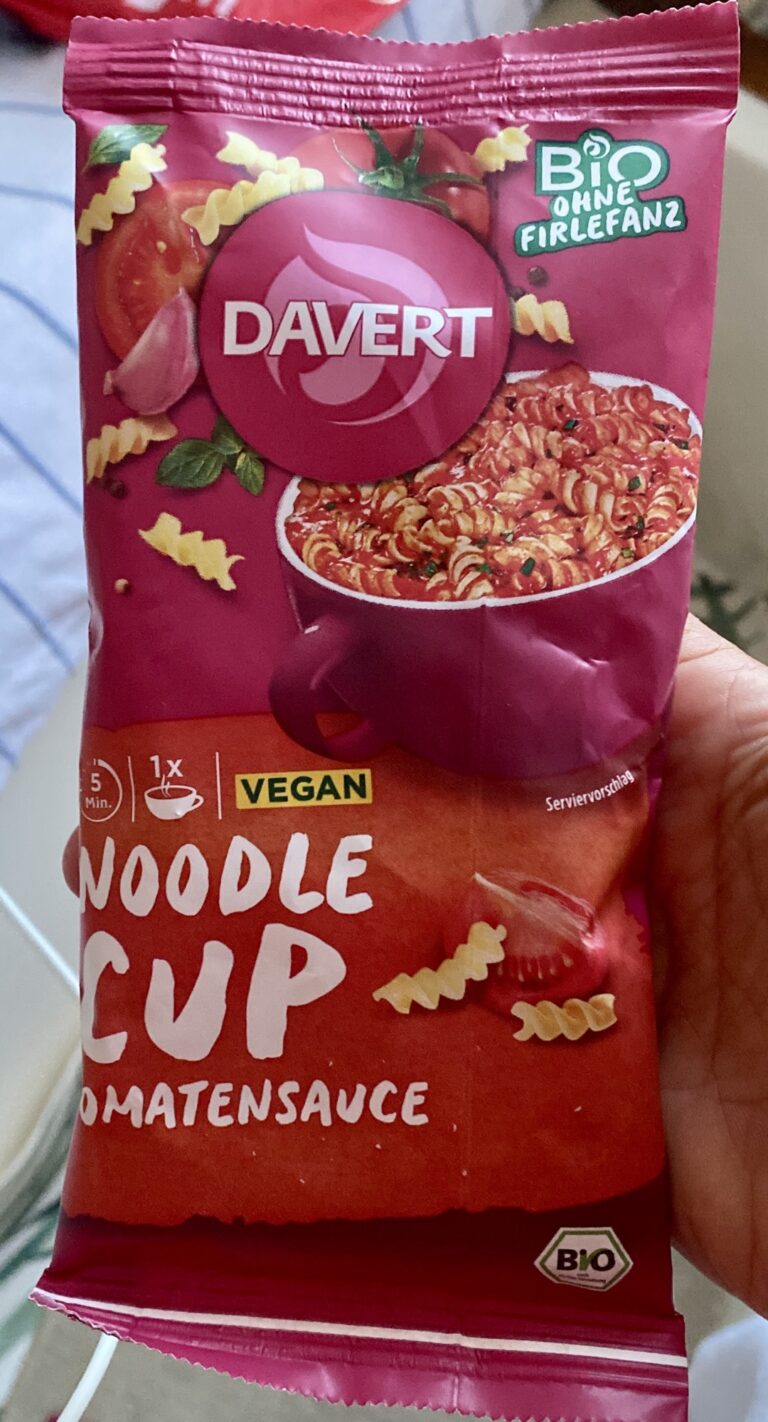 BiO
OHNE
FIRLEFANZ
DAVERT
5
Min.
1x
VEGAN
Serviervorschlag
NOODLE
CUP
OMATENSAUCE
BiO